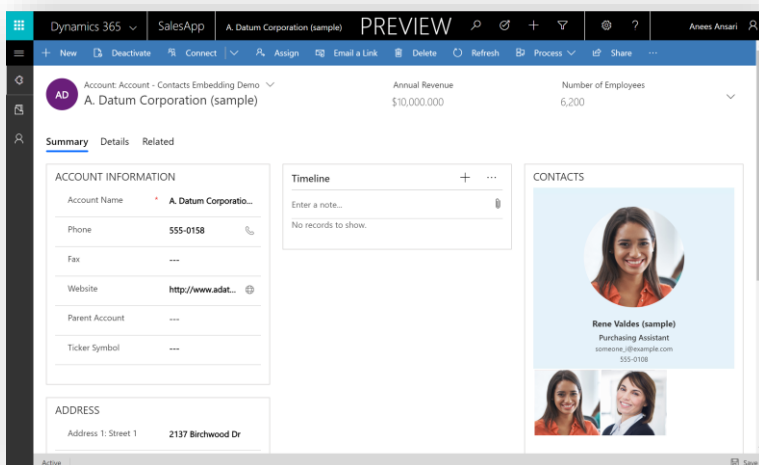 Dynamics 365 SalesApp A. Datum Corporation (sample) PREVIEW ? Anees Ansari
+ New Deactivate Connect Assign Email a Link Delete Refresh Process Share ...
AD
Account: Account - Contacts Embedding Demo
A. Datum Corporation (sample)
Annual Revenue
$10,000.000
Number of Employees
6,200
Summary Details Related
ACCOUNT INFORMATION
Account Name * A. Datum Corporatio...
Phone 555-0158
Fax ---
Website http://www.adat...
Parent Account ---
Ticker Symbol ---
ADDRESS
Address 1: Street 1 2137 Birchwood Dr
Timeline + ...
Enter a note...
No records to show.
CONTACTS
Rene Valdes (sample)
Purchasing Assistant
someone_i@example.com
555-0108
Active Save